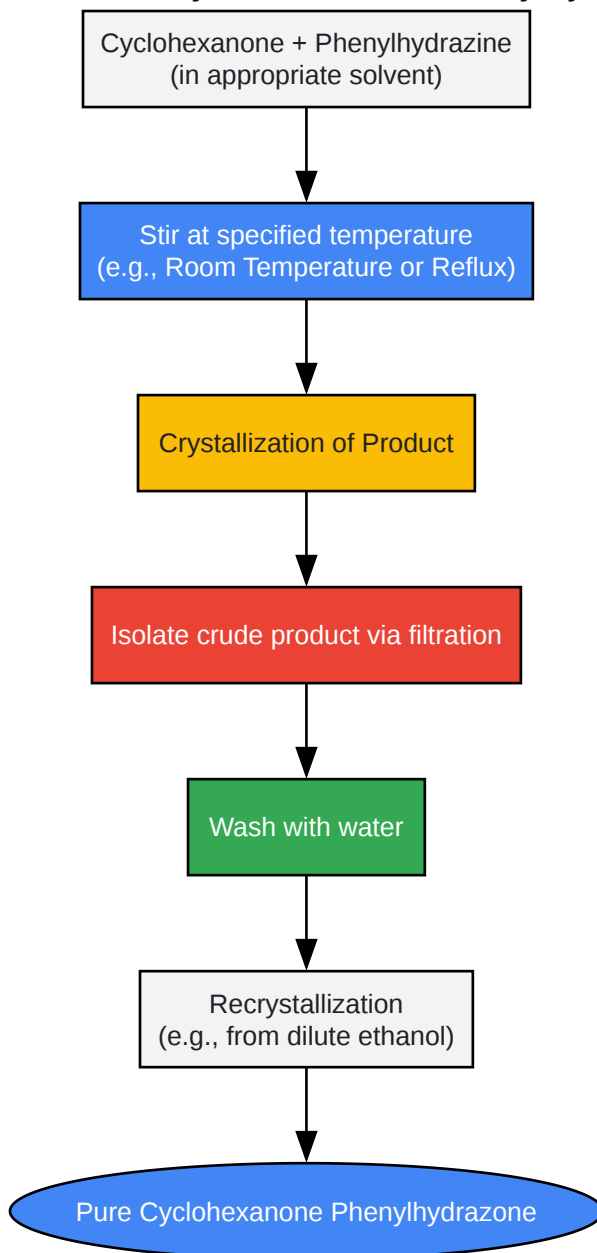 Cyclohexanone + Phenylhydrazine
(in appropriate solvent)
Stir at specified temperature
(e.g., Room Temperature or Reflux)
Crystallization of Product
Isolate crude product via filtration
Wash with water
Recrystallization
(e.g., from dilute ethanol)
Pure Cyclohexanone Phenylhydrazone